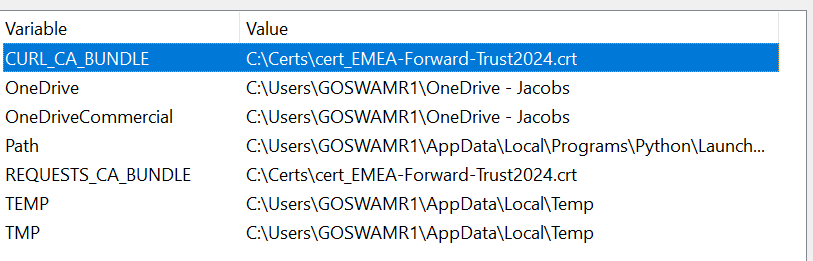 Variable Value
CURL_CA_BUNDLE C:\Certs\cert_EMEA-Forward-Trust2024.crt
OneDrive C:\Users\GOSWAMR1\OneDrive - Jacobs
OneDriveCommercial C:\Users\GOSWAMR1\OneDrive - Jacobs
Path C:\Users\GOSWAMR1\AppData\Local\Programs\Python\Launch...
REQUESTS_CA_BUNDLE C:\Certs\cert_EMEA-Forward-Trust2024.crt
TEMP C:\Users\GOSWAMR1\AppData\Local\Temp
TMP C:\Users\GOSWAMR1\AppData\Local\Temp